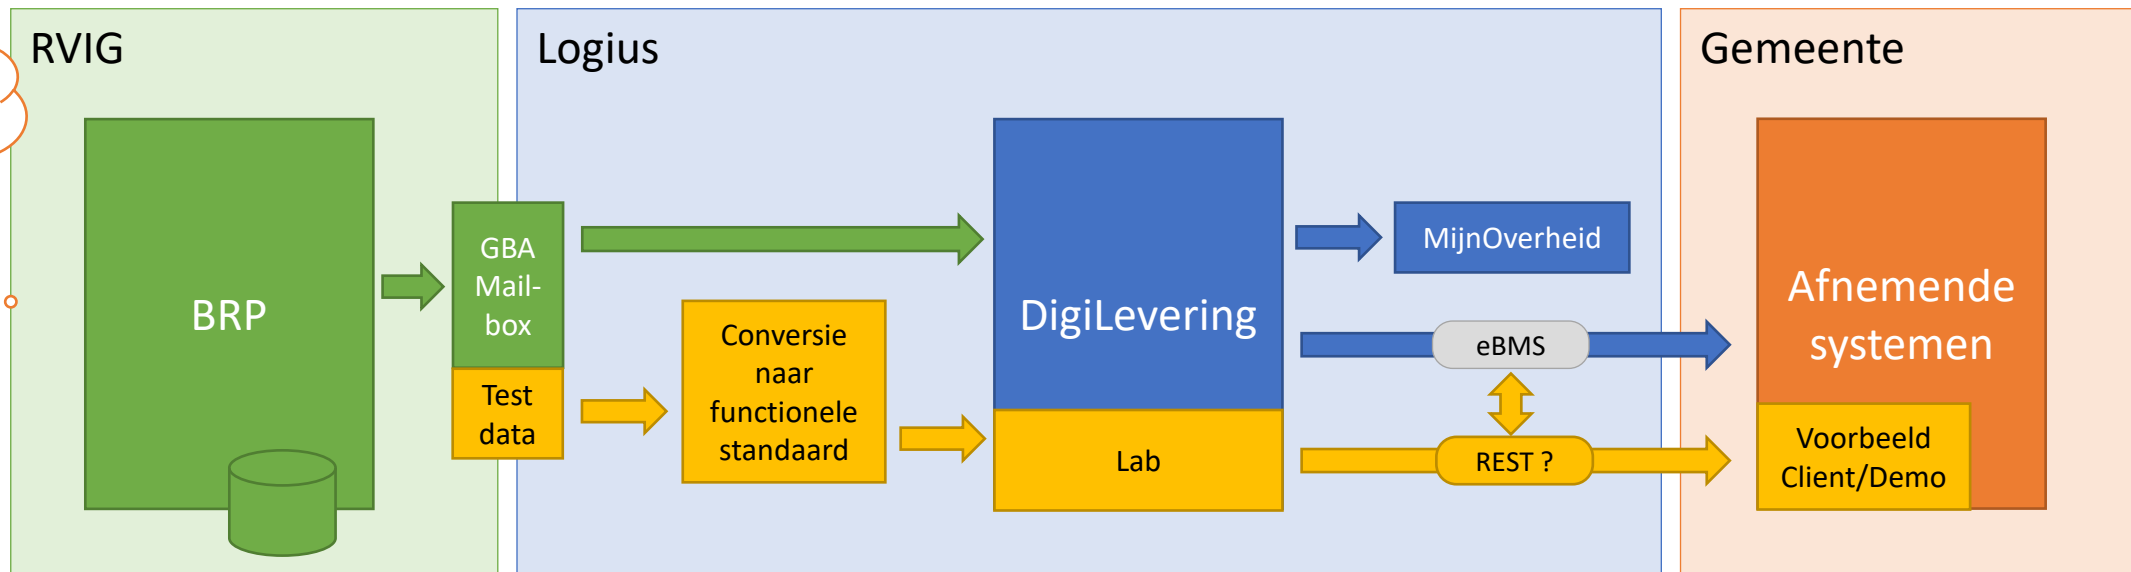 RVIG
Logius
Gemeente
BRP
GBA
Mail-
box
Test
data
Conversie
naar
functionele
standaard
DigiLevering
Lab
MijnOverheid
eBMS
REST ?
Afnemende
systemen
Voorbeeld
Client/Demo